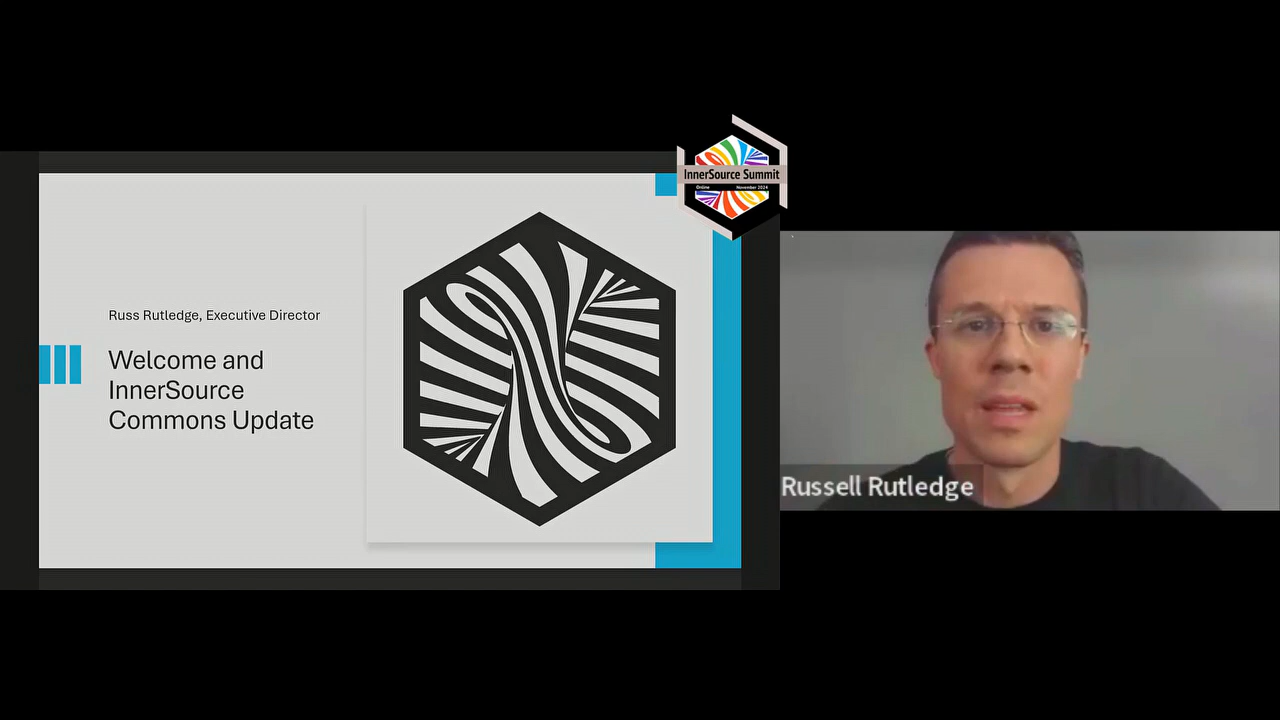 Russ Rutledge, Executive Director
Welcome and
InnerSource
Commons Update
InnerSource Summit
Online November 2024
Russell Rutledge